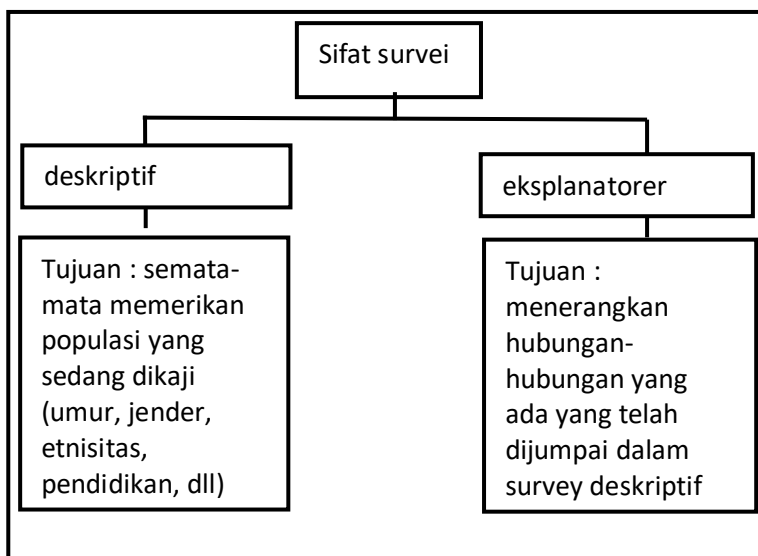 Sifat survei
deskriptif
eksplanatorer
Tujuan : semata-
mata memerikan
populasi yang
sedang dikaji
(umur, jender,
etnisitas,
pendidikan, dll)
Tujuan :
menerangkan
hubungan-
hubungan yang
ada yang telah
dijumpai dalam
survey deskriptif